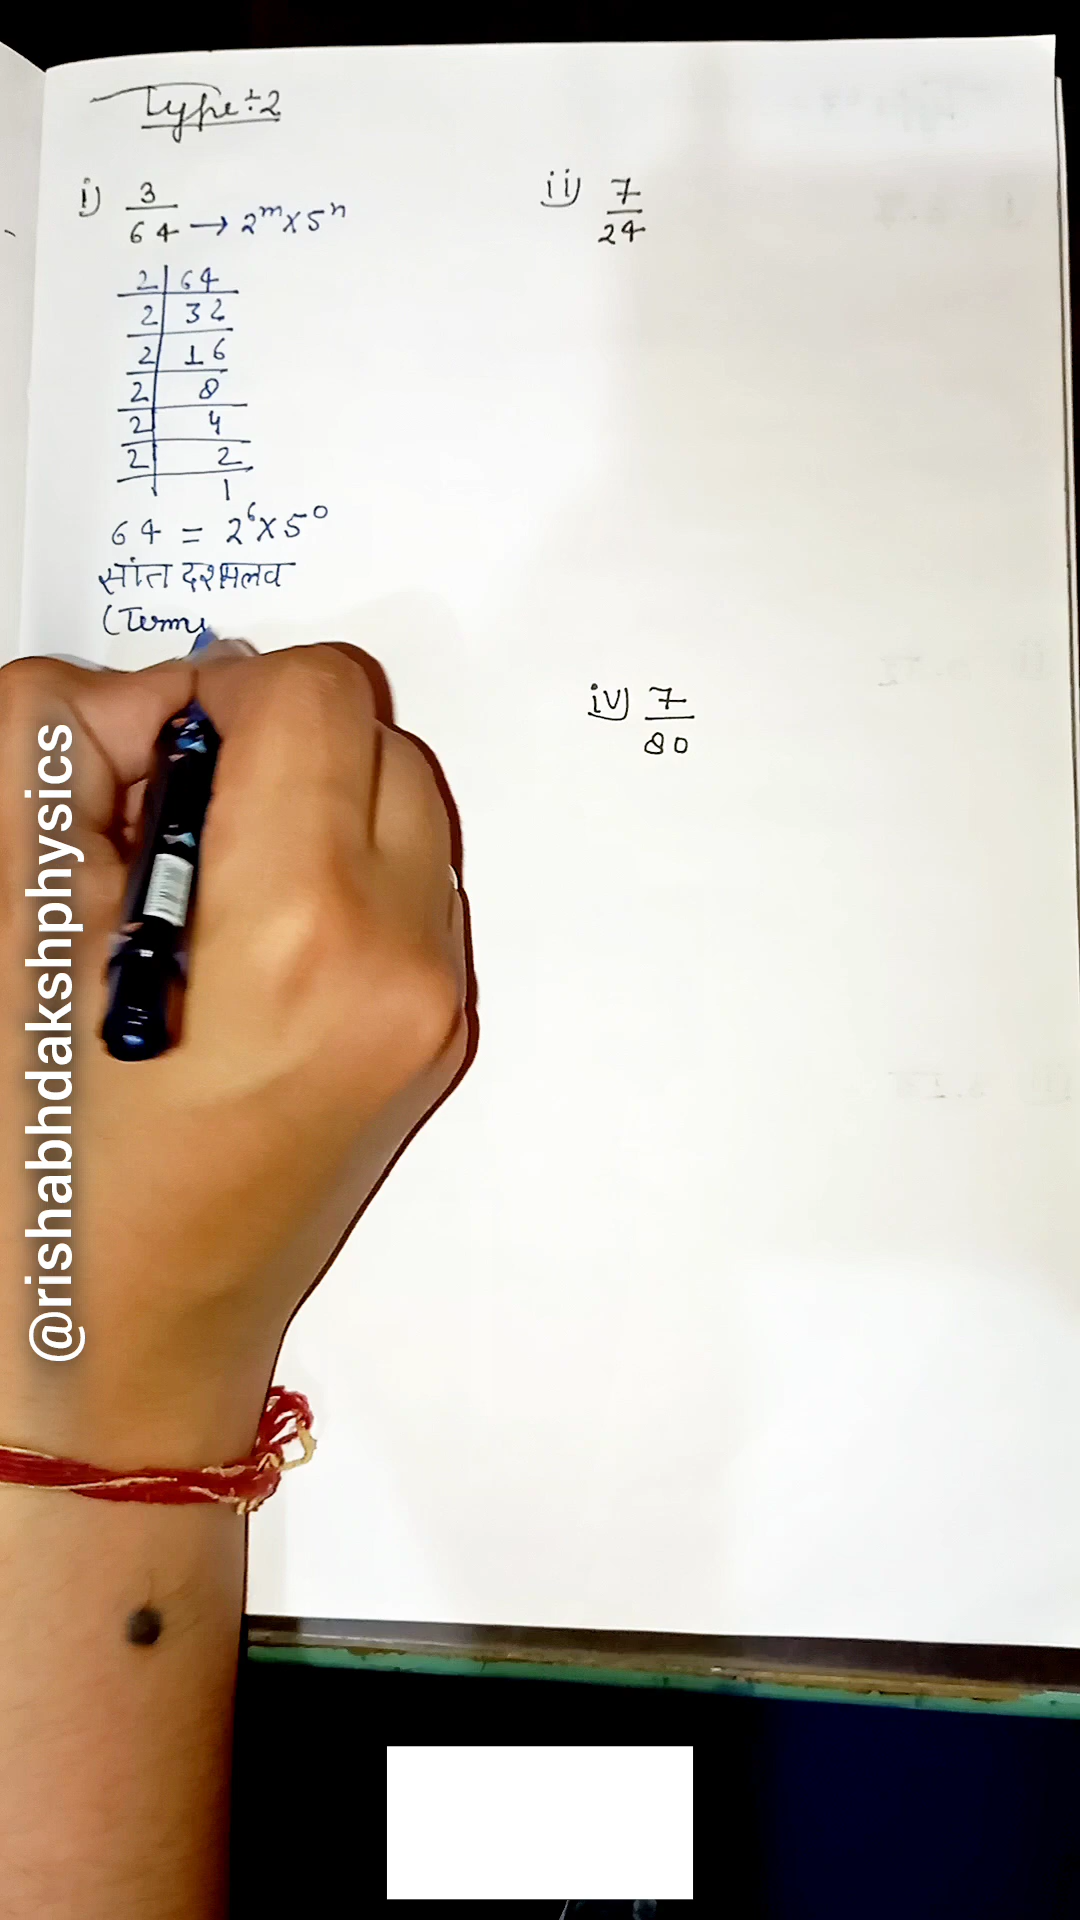 Type÷2
i) 3/64 → 2^m×5^n
2|64
2|32
2|16
2|8
2|4
2|2
1
64 = 2^6×5^0
सांत दशमलव
(Termi
ii) 7/24
iv) 7/80
@rishabhdakshphysics